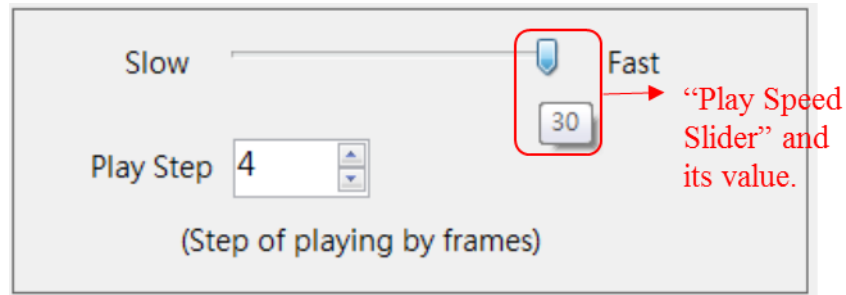 Slow
Fast
30
“Play Speed
Slider” and
its value.
Play Step 4
(Step of playing by frames)